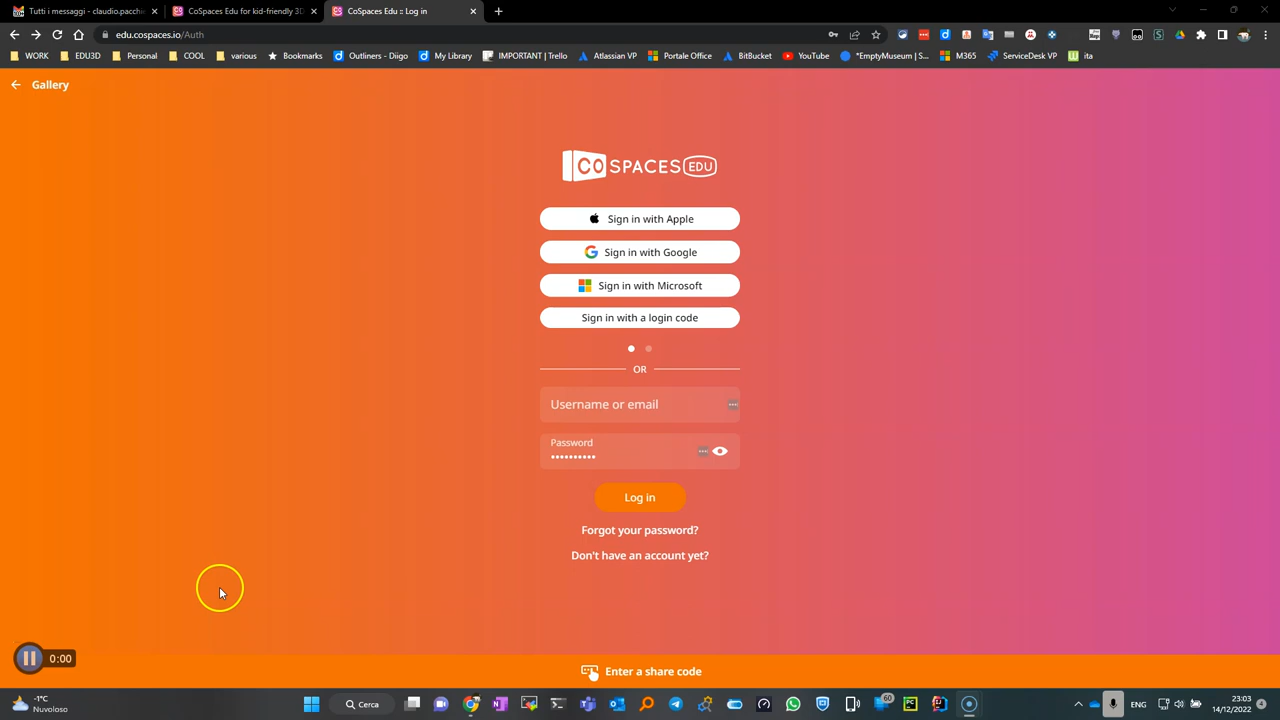 Tutti i messaggi - claudio.pacchi
CoSpaces Edu for kid-friendly 3D
CoSpaces Edu :: Log in
edu.cospaces.io/Auth
WORK
EDU3D
Personal
COOL
various
Bookmarks
Outliners - Diigo
My Library
IMPORTANT | Trello
Atlassian VP
Portale Office
BitBucket
YouTube
*EmptyMuseum | S...
M365
ServiceDesk VP
ita
Gallery
COSPACES EDU
Sign in with Apple
Sign in with Google
Sign in with Microsoft
Sign in with a login code
OR
Username or email
Password
Log in
Forgot your password?
Don't have an account yet?
0:00
Enter a share code
-1°C
Nuvoloso
Cerca
60
ENG
23:03
14/12/2022